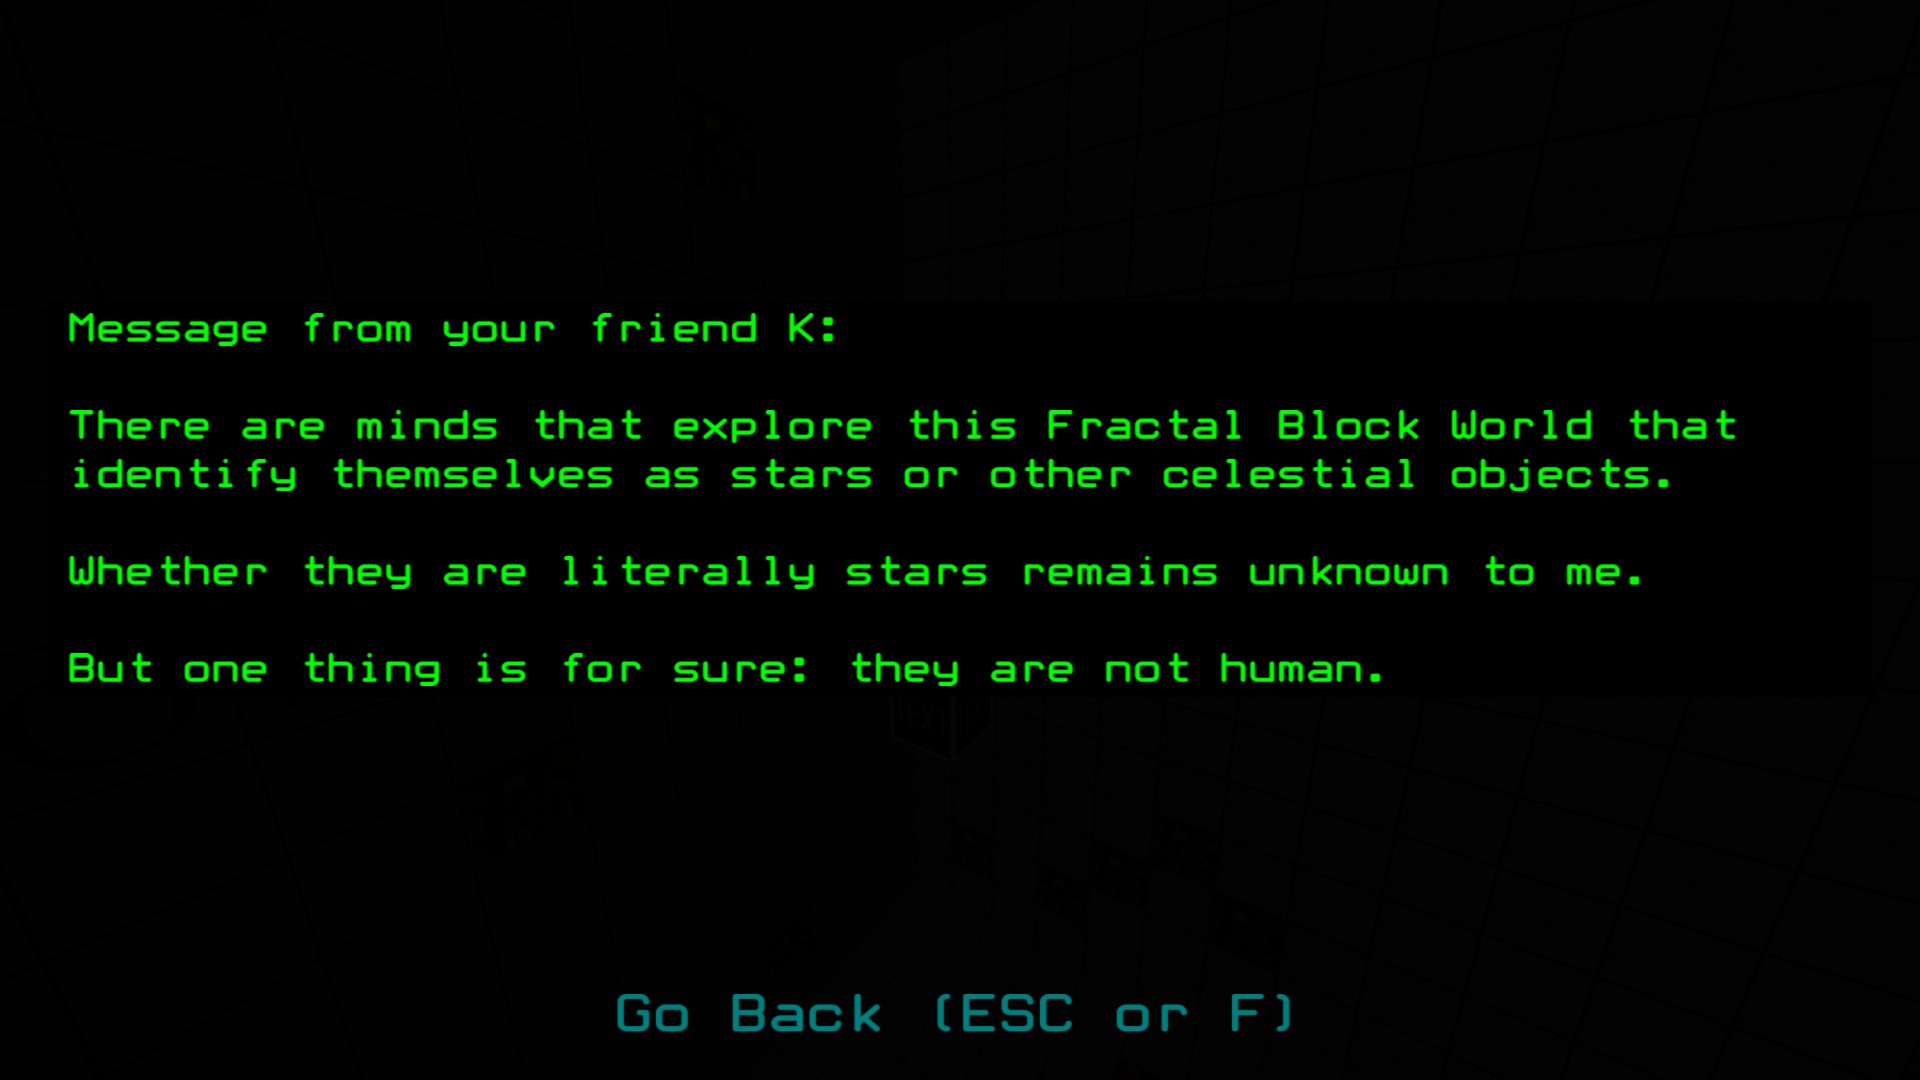 Message from your friend K:
There are minds that explore this Fractal Block World that
identify themselves as stars or other celestial objects.
Whether they are literally stars remains unknown to me.
But one thing is for sure: they are not human.
TEXT
Go Back (ESC or F)